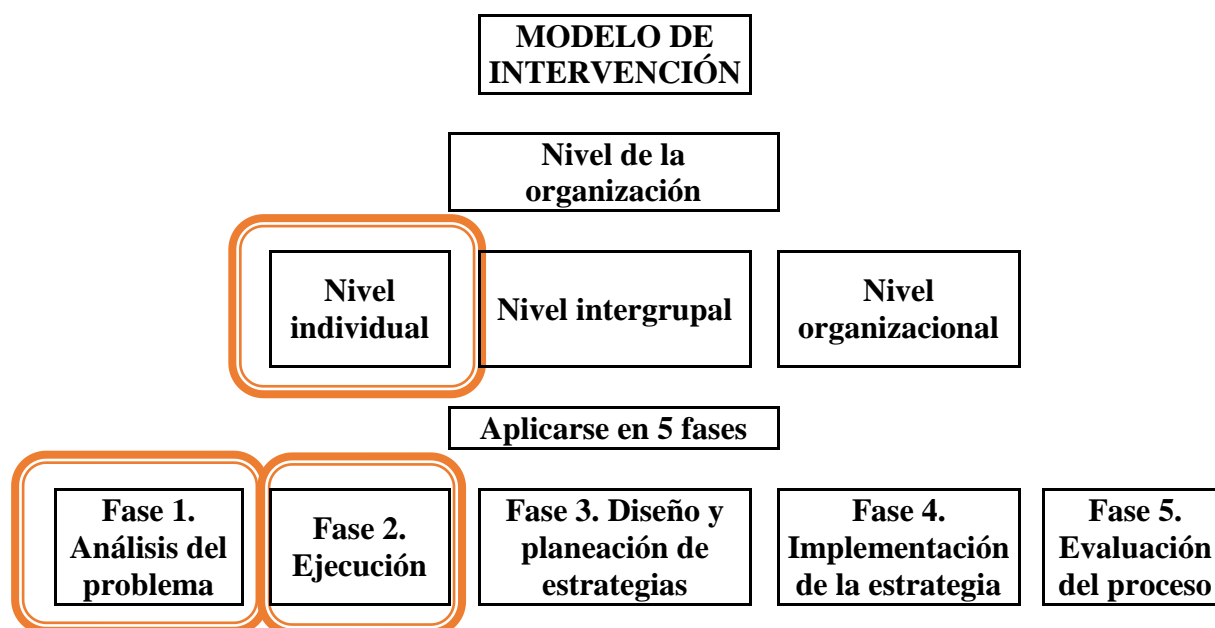 MODELO DE
INTERVENCIÓN
Nivel de la
organización
Nivel
individual
Nivel intergrupal
Nivel
organizacional
Aplicarse en 5 fases
Fase 1.
Análisis del
problema
Fase 2.
Ejecución
Fase 3. Diseño y
planeación de
estrategias
Fase 4.
Implementación
de la estrategia
Fase 5.
Evaluación
del proceso